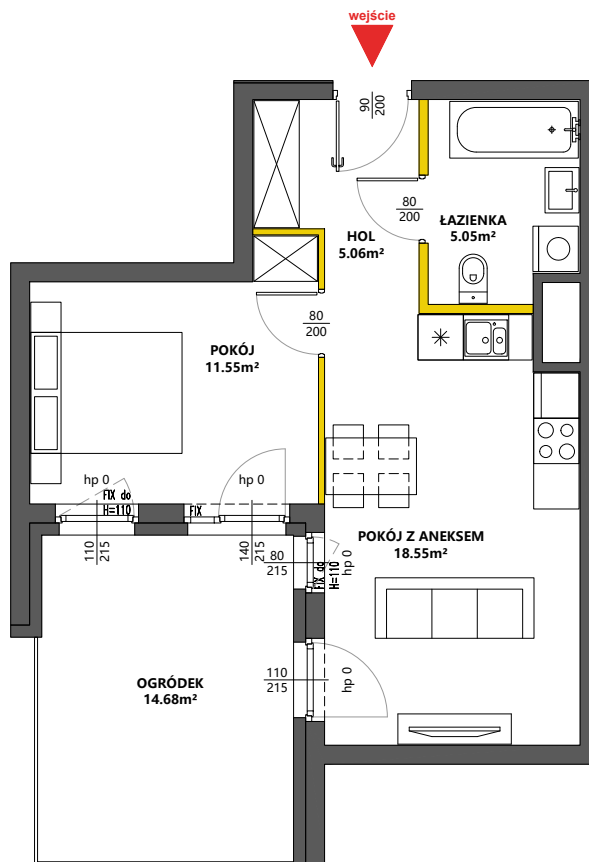 wejście
90
200
80
200
ŁAZIENKA
5.05m²
HOL
5.06m²
80
200
POKÓJ
11.55m²
hp 0
FIX do
H=110
hp 0
FIX
110
215
140
215
POKÓJ Z ANEKSEM
18.55m²
80
215
FIX do
H=110
hp 0
OGRÓDEK
14.68m²
110
215
hp 0